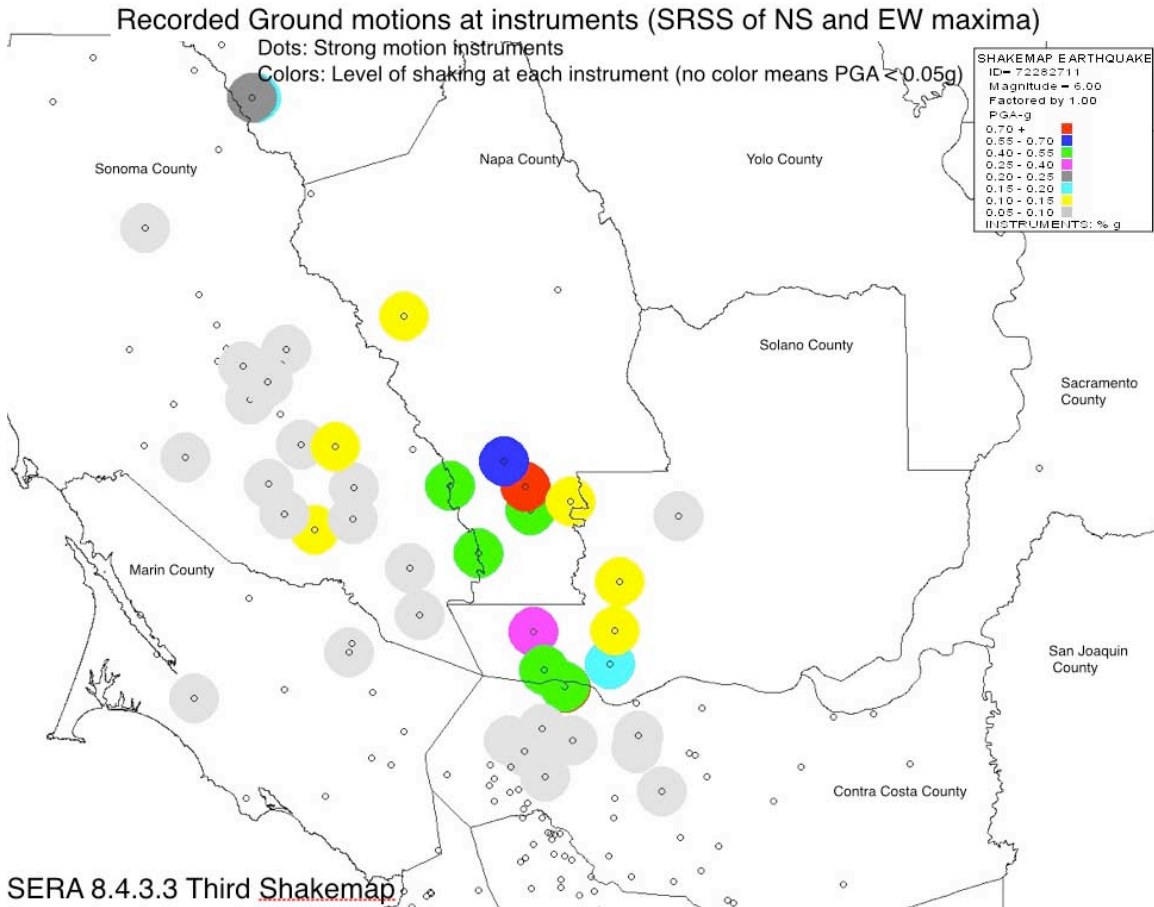 Recorded Ground motions at instruments (SRSS of NS and EW maxima)
Dots: Strong motion instruments
Colors: Level of shaking at each instrument (no color means PGA < 0.05g)
SHAKEMAP EARTHQUAKE
ID= 72282711
Magnitude = 6.00
Factored by 1.00
PGA-g
0.70 +
0.55 - 0.70
0.40 - 0.55
0.25 - 0.40
0.20 - 0.25
0.15 - 0.20
0.10 - 0.15
0.05 - 0.10
INSTRUMENTS: % g
Sonoma County
Napa County
Yolo County
Solano County
Sacramento
County
Marin County
San Joaquin
County
Contra Costa County
SERA 8.4.3.3 Third Shakemap